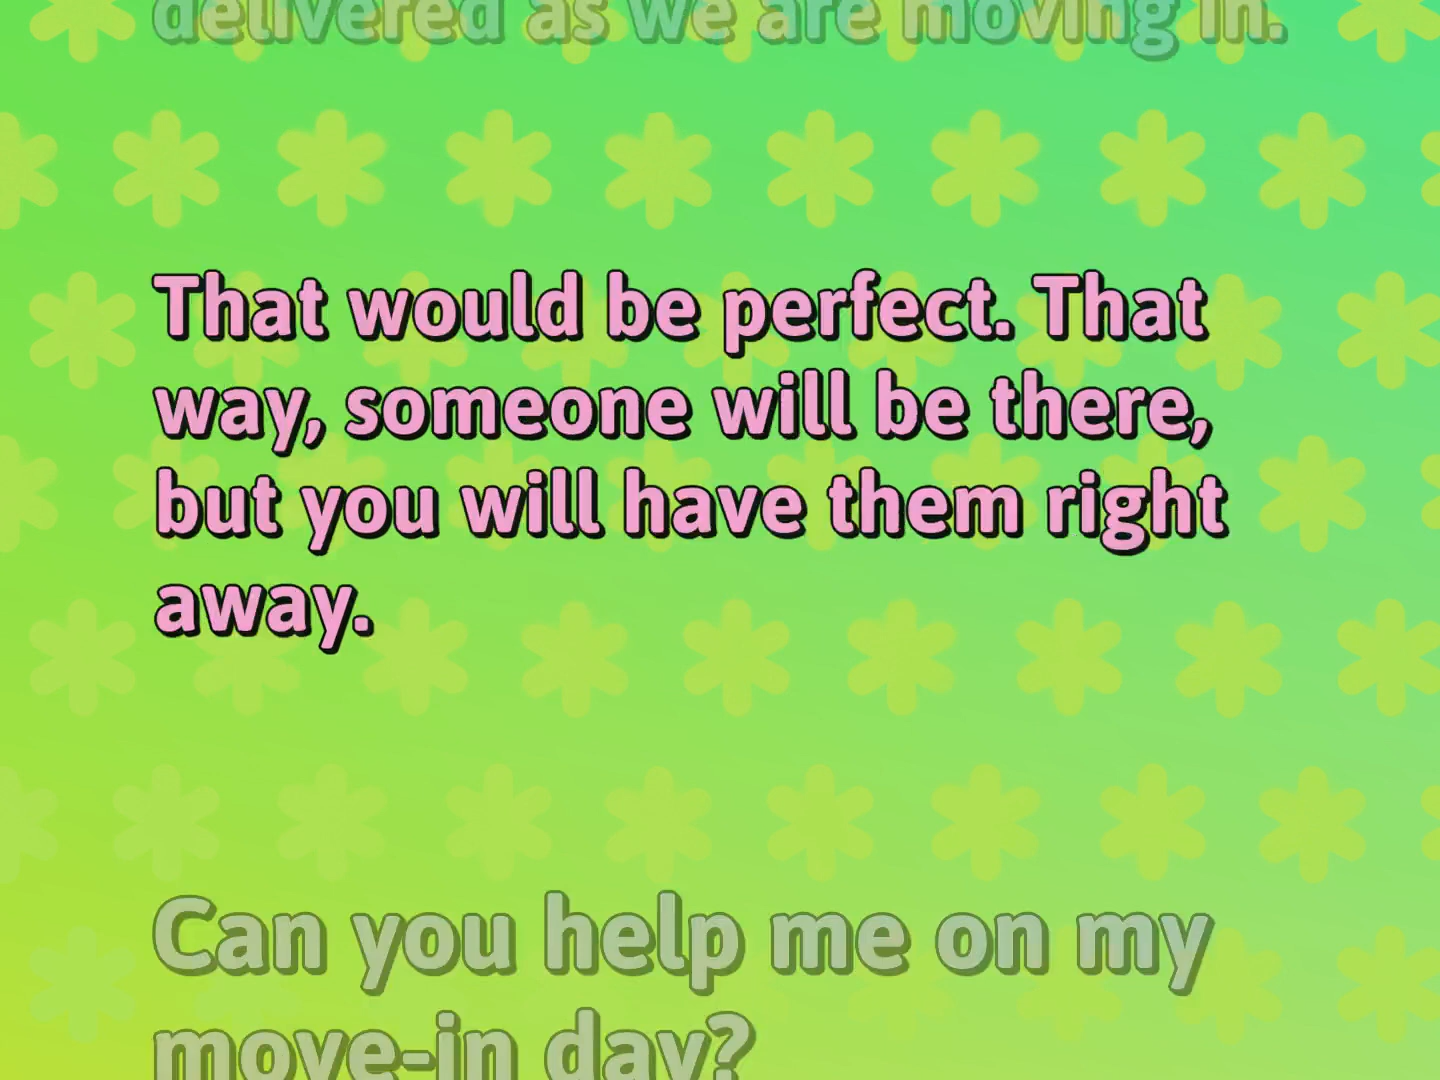 delivered as we are moving in.
That would be perfect. That
way, someone will be there,
but you will have them right
away.
Can you help me on my
move-in day?